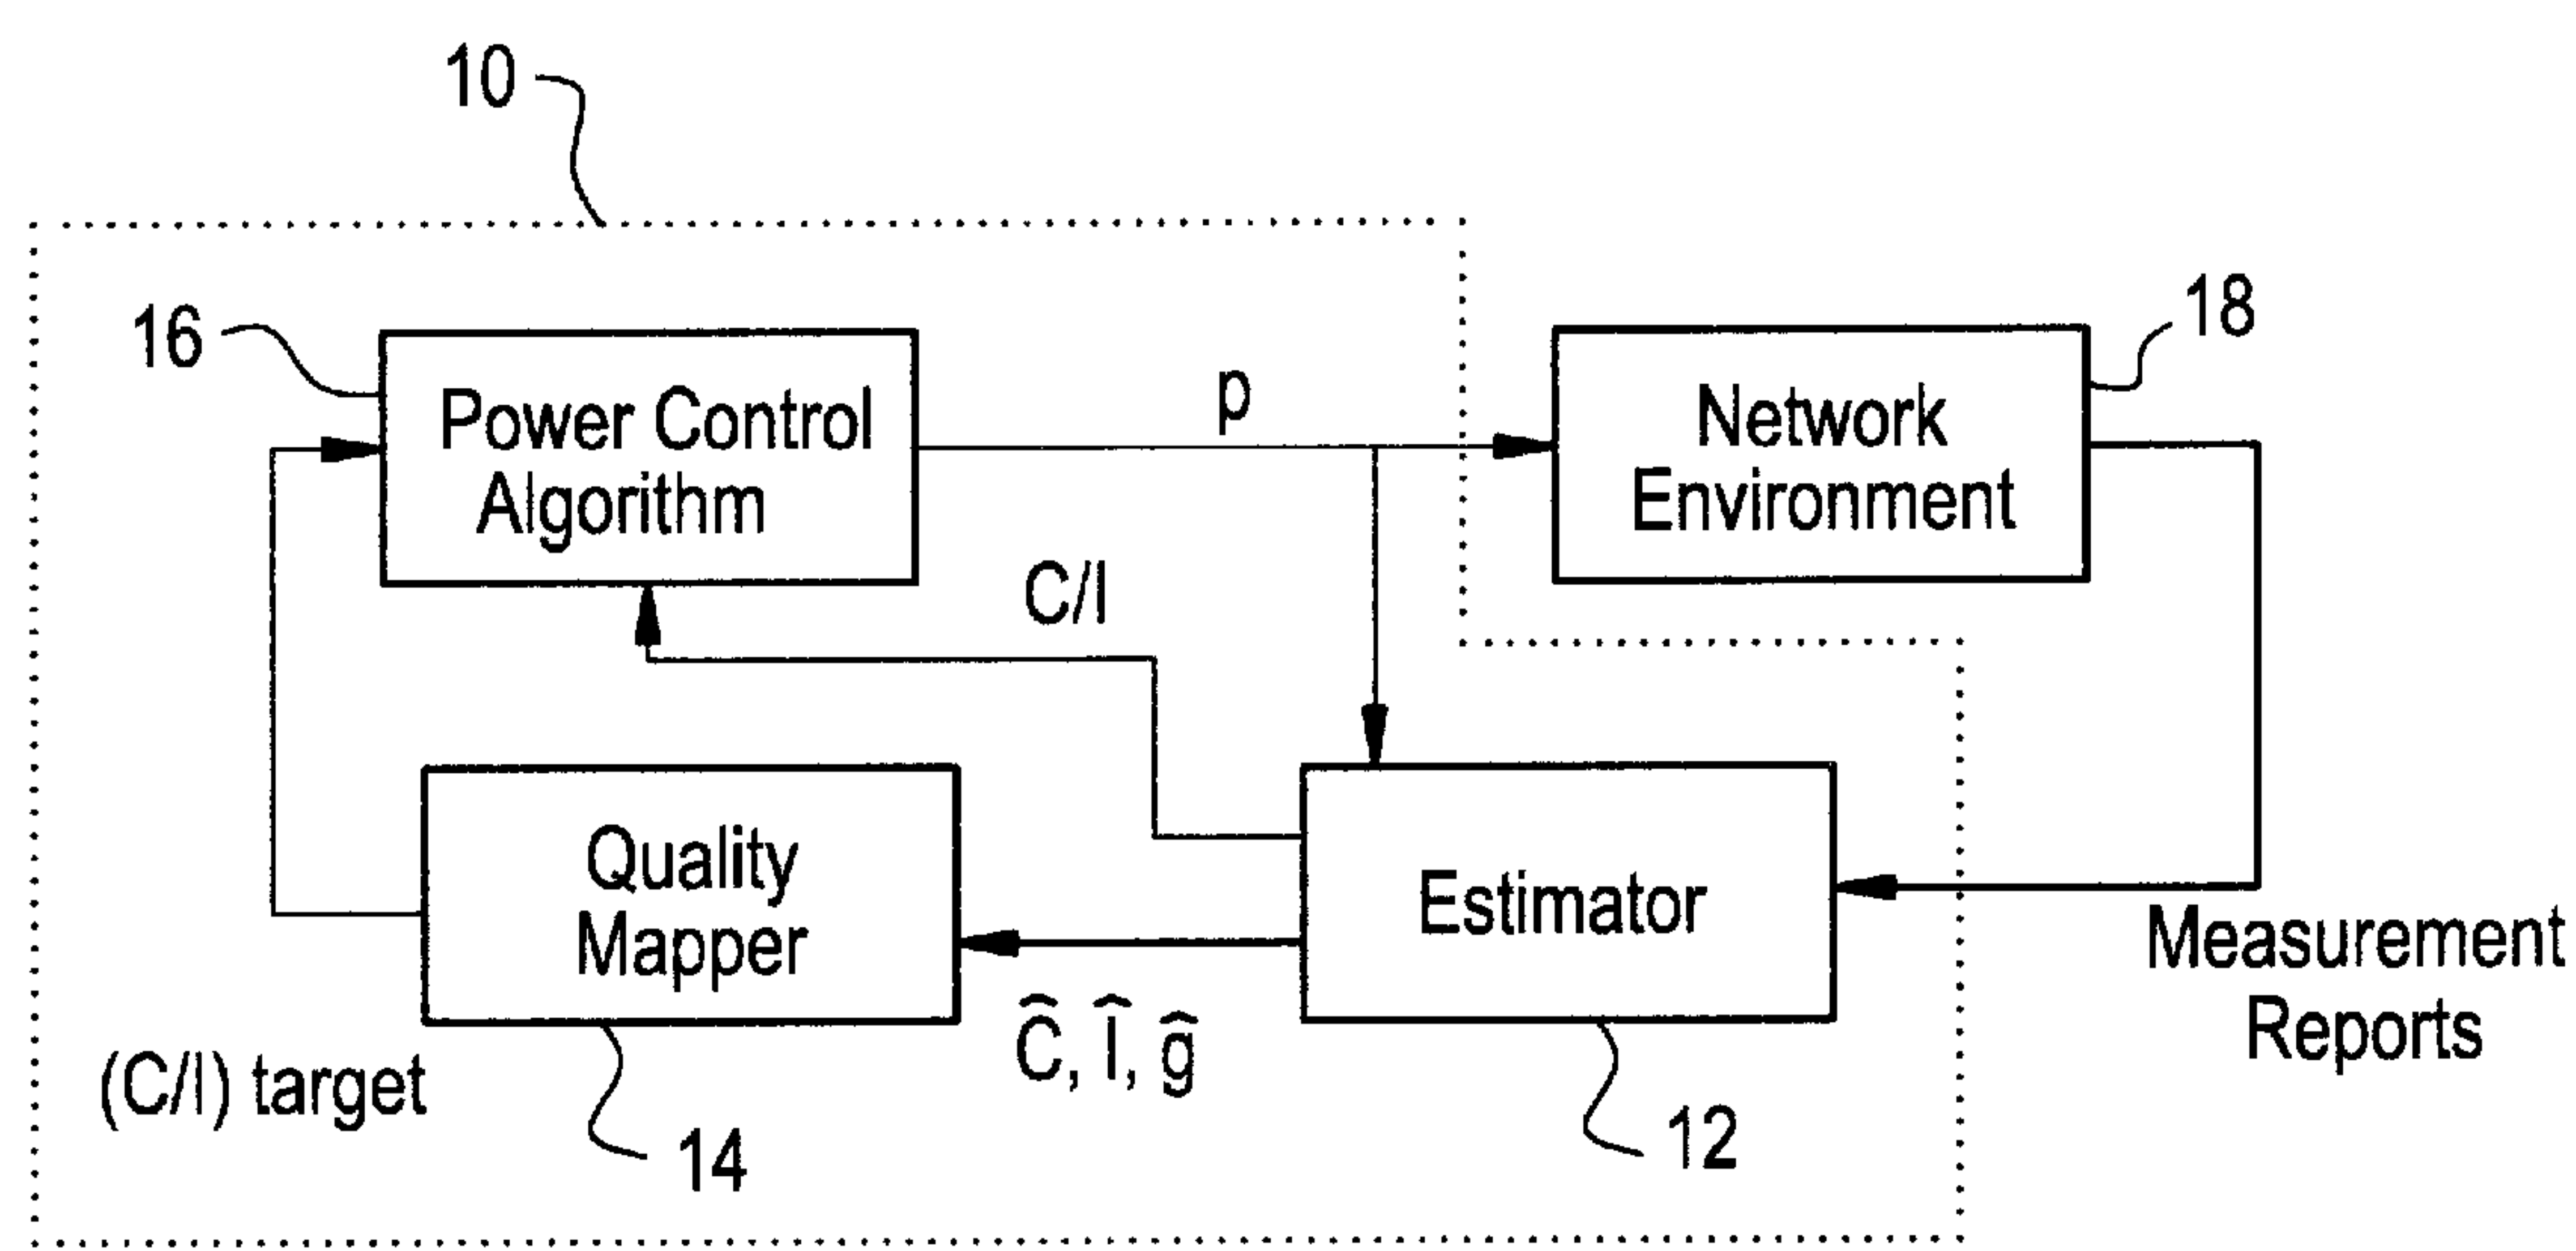 10
16
18
Power Control
Algorithm
p
Network
Environment
C/I
Quality
Mapper
Estimator
Measurement
Reports
Ĉ, Î, ĝ
(C/I) target
14
12